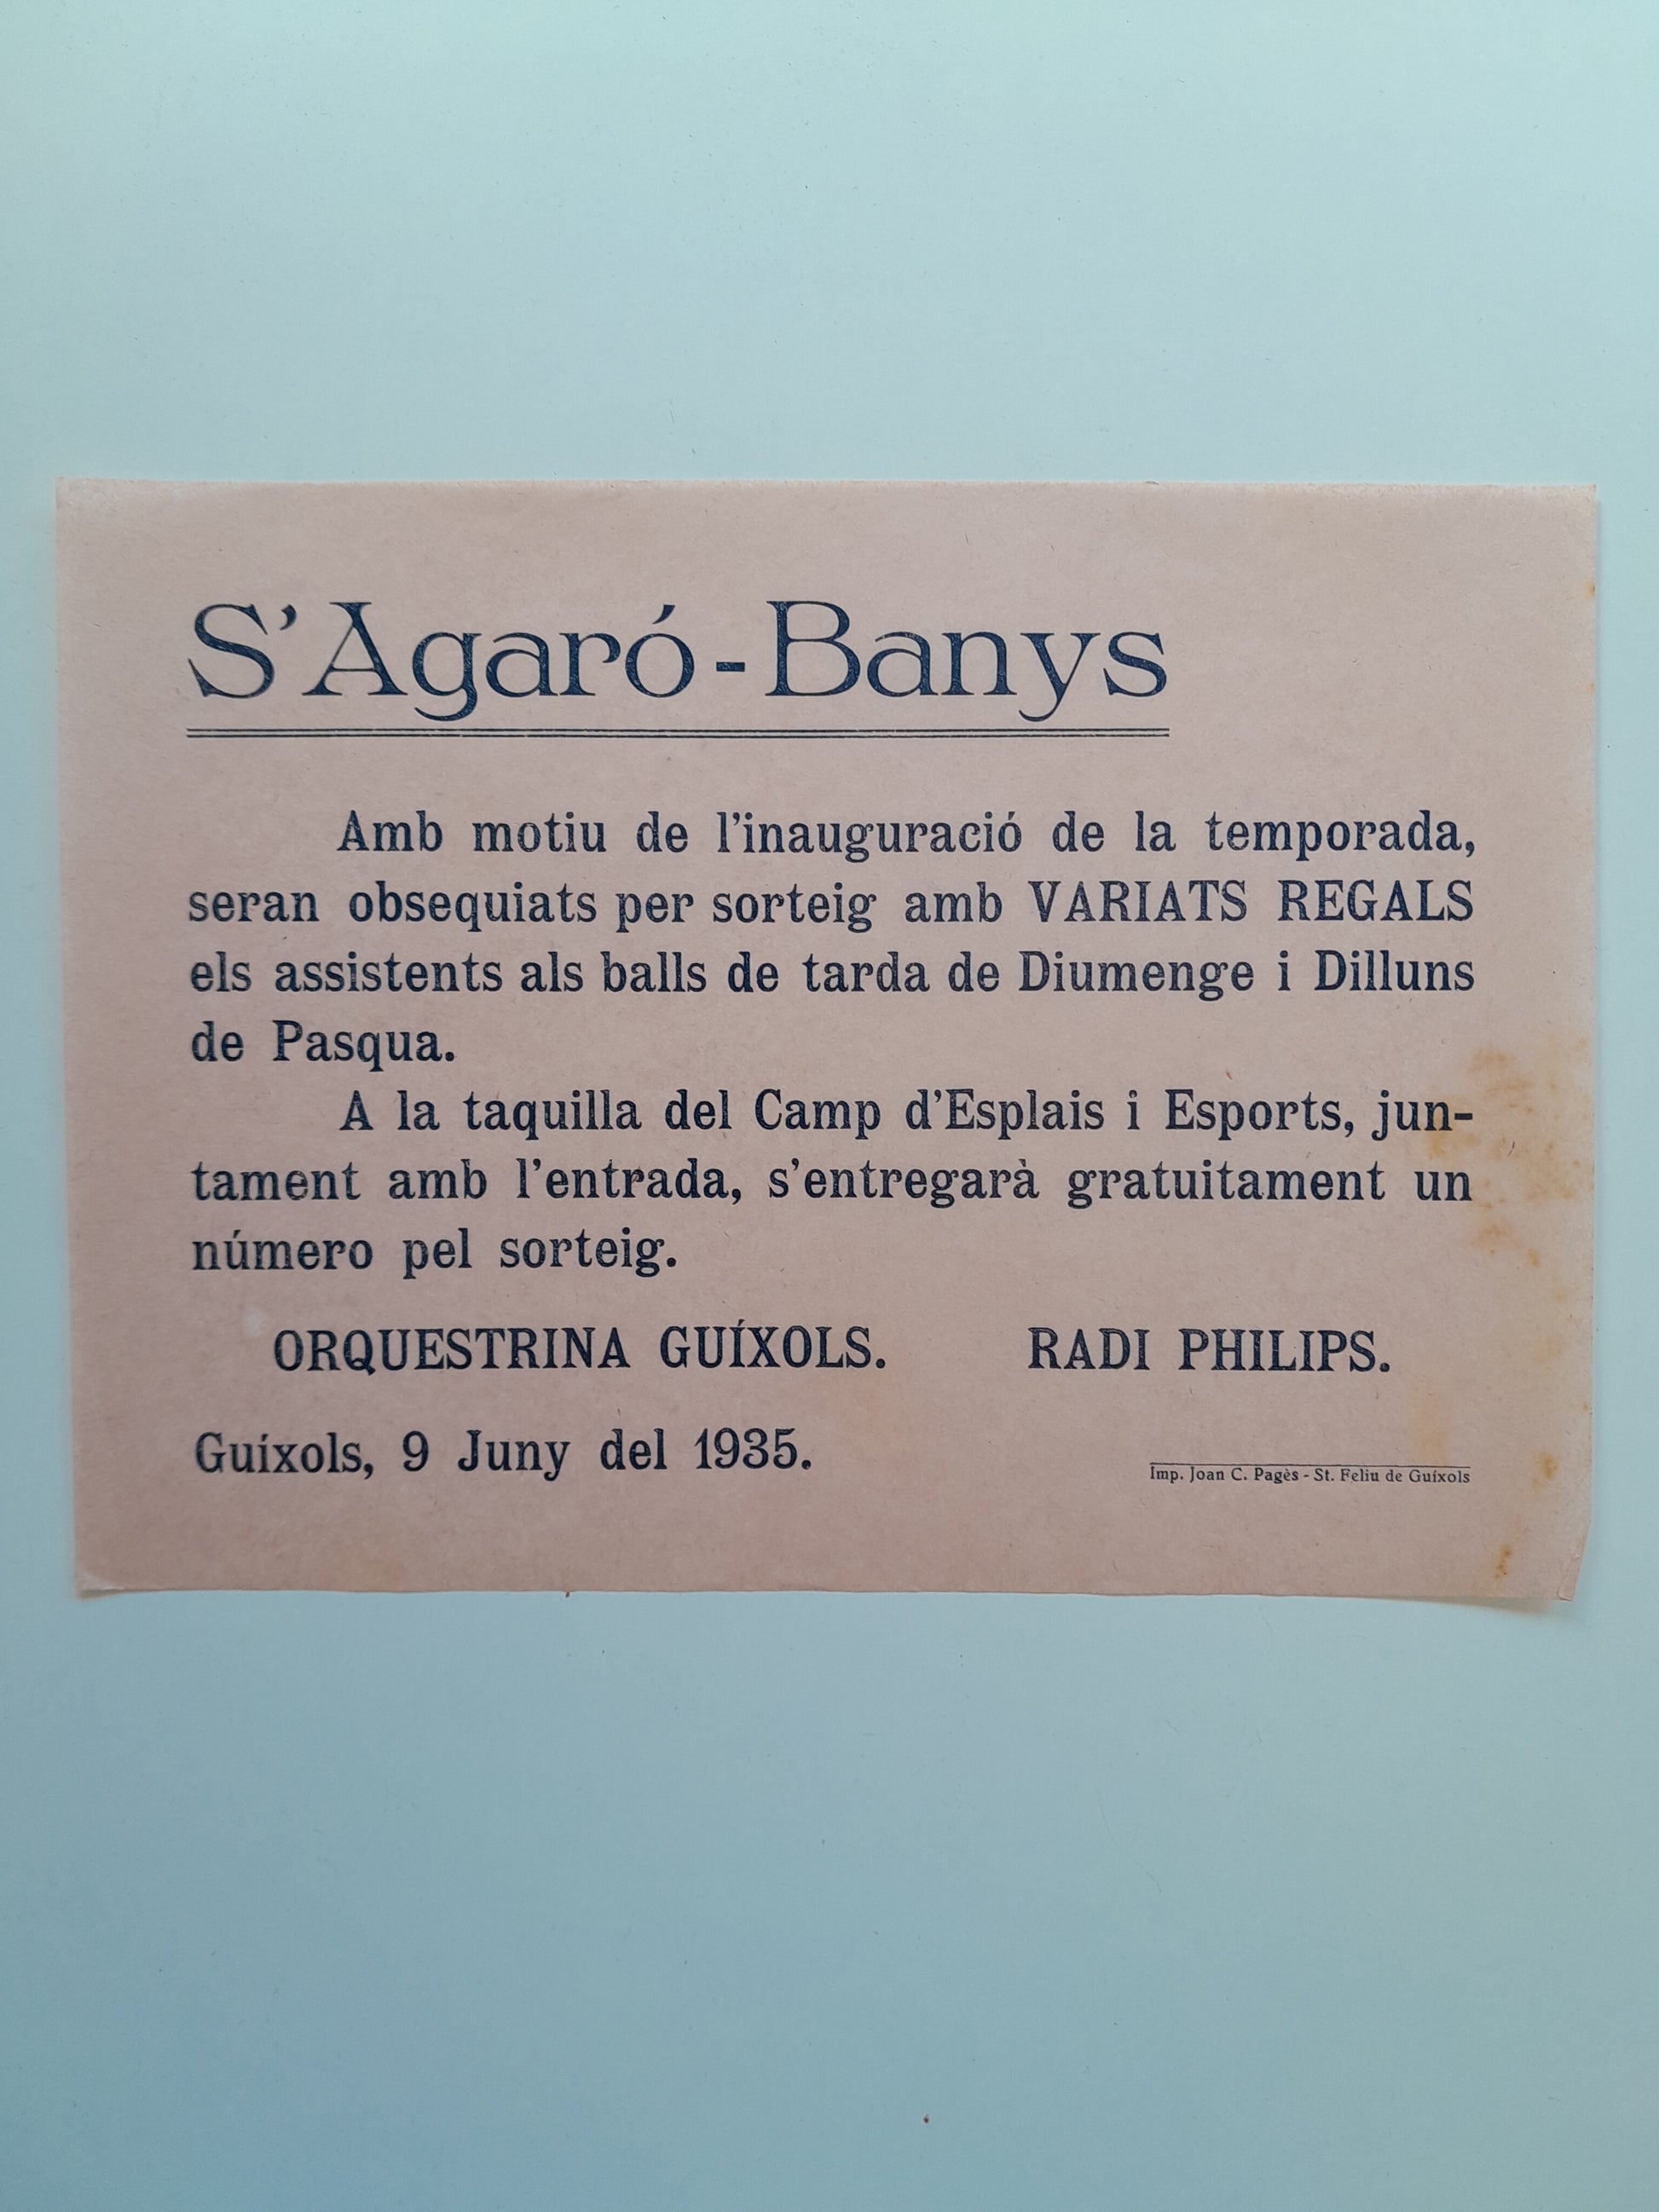 S'Agaró-Banys
Amb motiu de l'inauguració de la temporada,
seran obsequiats per sorteig amb VARIATS REGALS
els assistents als balls de tarda de Diumenge i Dilluns
de Pasqua.
A la taquilla del Camp d'Esplais i Esports, jun-
tament amb l'entrada, s'entregarà gratuitament un
número pel sorteig.
ORQUESTRINA GUÍXOLS. RADI PHILIPS.
Guíxols, 9 Juny del 1935.
Imp. Joan C. Pagès - St. Feliu de Guíxols